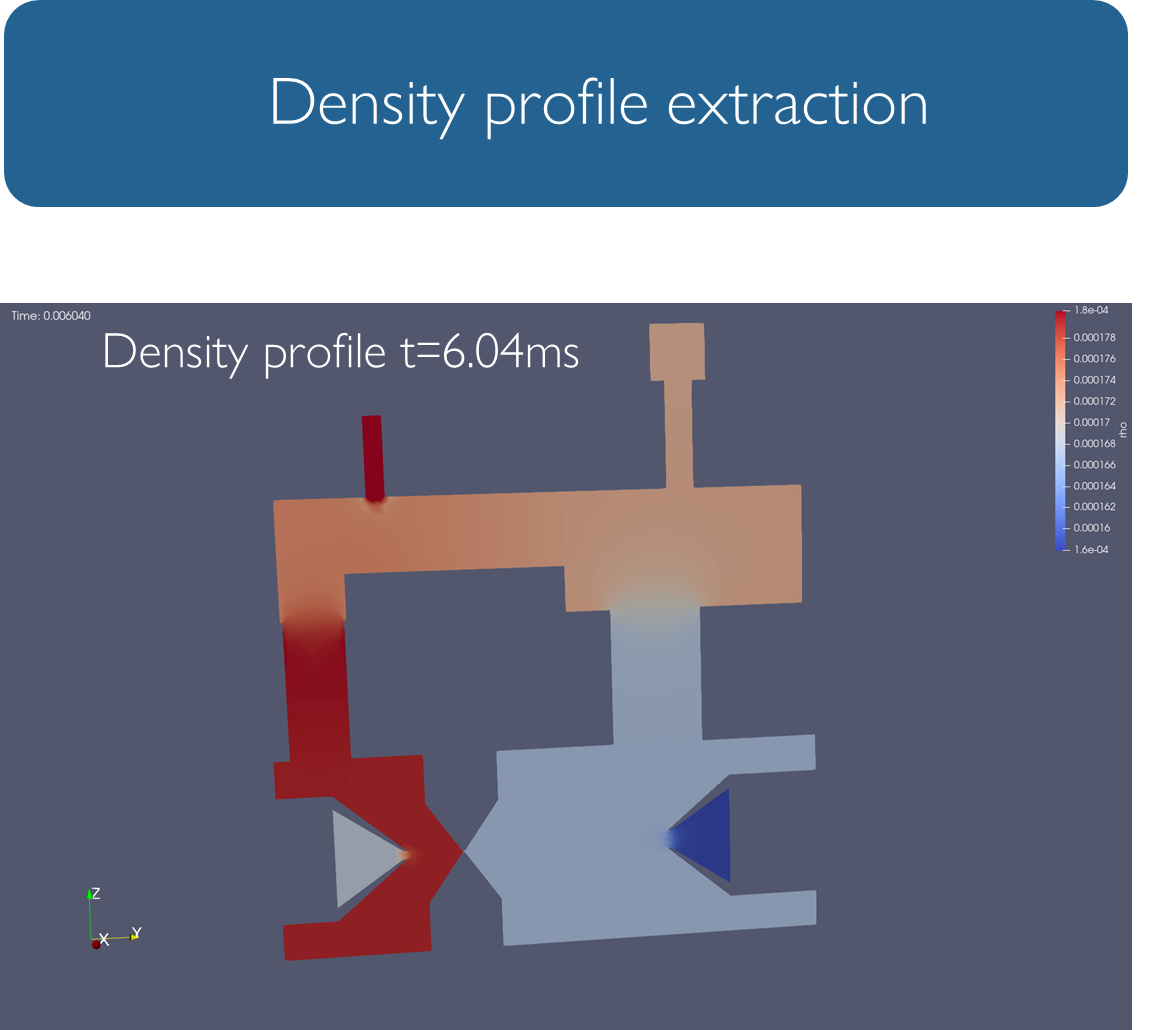 Density profile extraction
Time: 0.006040
Density profile t=6.04ms
1.8e-04
0.000178
0.000176
0.000174
0.000172
0.00017
0.000168
0.000166
0.000164
0.000162
0.00016
1.6e-04
rho
Z
X
Y